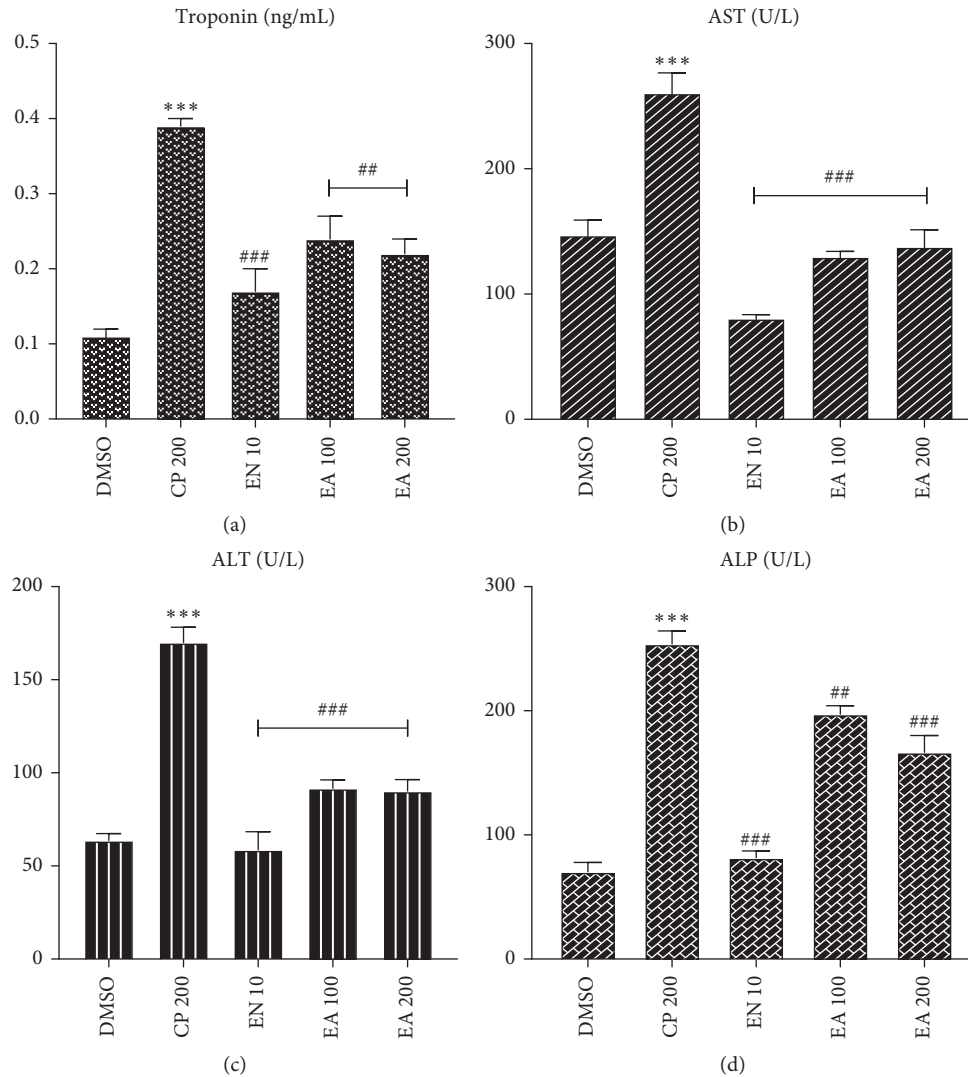 Troponin (ng/mL)
0.5
0.4
0.3
0.2
0.1
0.0
***
###
##
DMSO
CP 200
EN 10
EA 100
EA 200
(a)
AST (U/L)
300
200
100
0
***
###
DMSO
CP 200
EN 10
EA 100
EA 200
(b)
ALT (U/L)
200
150
100
50
0
***
###
DMSO
CP 200
EN 10
EA 100
EA 200
(c)
ALP (U/L)
300
200
100
0
***
###
##
###
DMSO
CP 200
EN 10
EA 100
EA 200
(d)